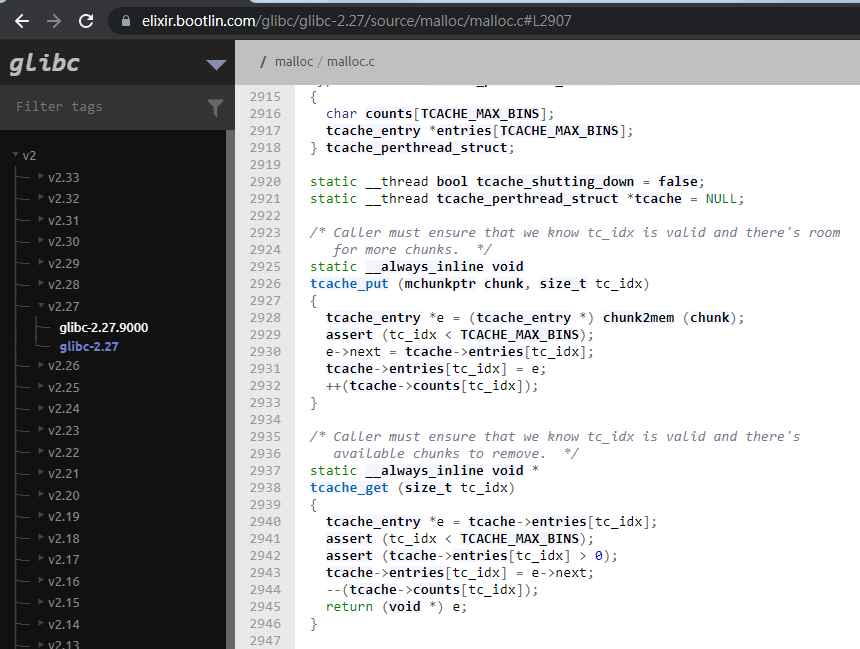 elixir.bootlin.com/glibc/glibc-2.27/source/malloc/malloc.c#L2907
glibc
/ malloc / malloc.c
Filter tags
v2
v2.33
v2.32
v2.31
v2.30
v2.29
v2.28
v2.27
glibc-2.27.9000
glibc-2.27
v2.26
v2.25
v2.24
v2.23
v2.22
v2.21
v2.20
v2.19
v2.18
v2.17
v2.16
v2.15
v2.14
v2.13
2915 {
2916 char counts[TCACHE_MAX_BINS];
2917 tcache_entry *entries[TCACHE_MAX_BINS];
2918 } tcache_perthread_struct;
2919
2920 static __thread bool tcache_shutting_down = false;
2921 static __thread tcache_perthread_struct *tcache = NULL;
2922
2923 /* Caller must ensure that we know tc_idx is valid and there's room
2924 for more chunks.  */
2925 static __always_inline void
2926 tcache_put (mchunkptr chunk, size_t tc_idx)
2927 {
2928 tcache_entry *e = (tcache_entry *) chunk2mem (chunk);
2929 assert (tc_idx < TCACHE_MAX_BINS);
2930 e->next = tcache->entries[tc_idx];
2931 tcache->entries[tc_idx] = e;
2932 ++(tcache->counts[tc_idx]);
2933 }
2934
2935 /* Caller must ensure that we know tc_idx is valid and there's
2936 available chunks to remove.  */
2937 static __always_inline void *
2938 tcache_get (size_t tc_idx)
2939 {
2940 tcache_entry *e = tcache->entries[tc_idx];
2941 assert (tc_idx < TCACHE_MAX_BINS);
2942 assert (tcache->entries[tc_idx] > 0);
2943 tcache->entries[tc_idx] = e->next;
2944 --(tcache->counts[tc_idx]);
2945 return (void *) e;
2946 }
2947